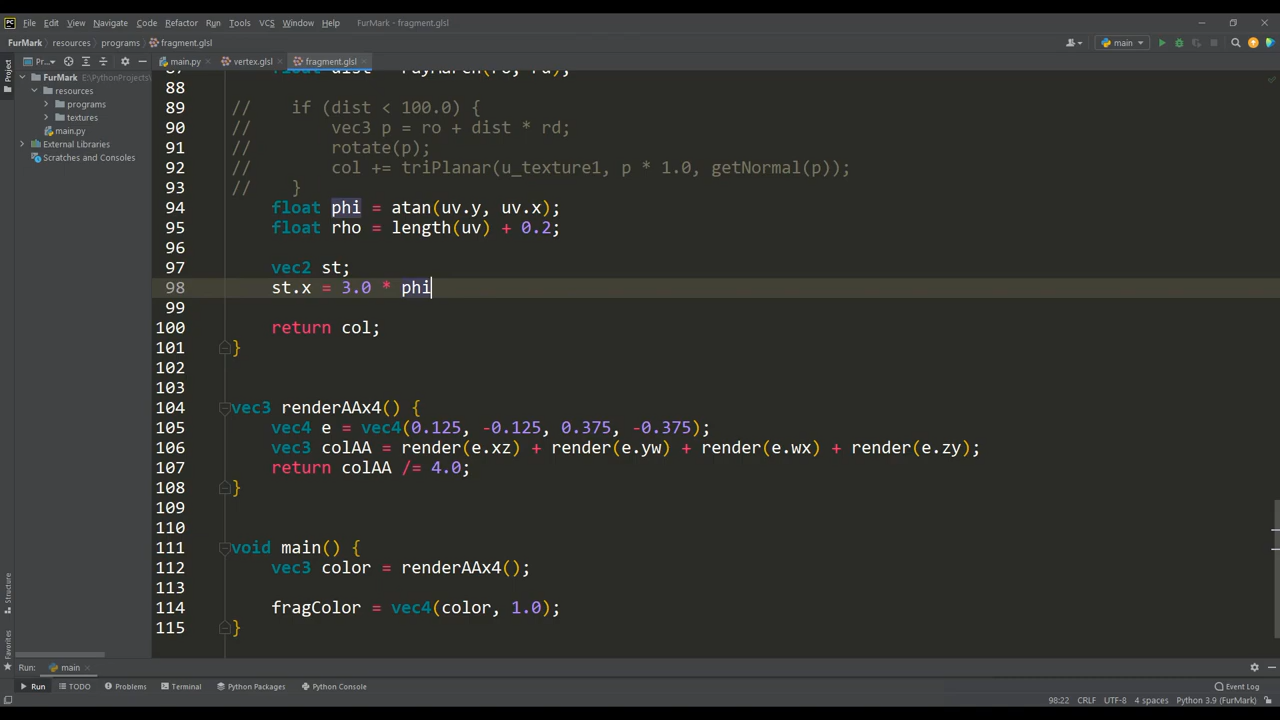 PC File Edit View Navigate Code Refactor Run Tools VCS Window Help FurMark - fragment.glsl
FurMark resources programs fragment.glsl main
Pr... main.py vertex.glsl fragment.glsl
Project
FurMark E:\PythonProjects\
resources
programs
textures
main.py
External Libraries
Scratches and Consoles
88
89 // if (dist < 100.0) {
90 // vec3 p = ro + dist * rd;
91 // rotate(p);
92 // col += triPlanar(u_texture1, p * 1.0, getNormal(p));
93 // }
94 float phi = atan(uv.y, uv.x);
95 float rho = length(uv) + 0.2;
96
97 vec2 st;
98 st.x = 3.0 * phi
99
100 return col;
101 }
102
103
104 vec3 renderAAx4() {
105 vec4 e = vec4(0.125, -0.125, 0.375, -0.375);
106 vec3 colAA = render(e.xz) + render(e.yw) + render(e.wx) + render(e.zy);
107 return colAA /= 4.0;
108 }
109
110
111 void main() {
112 vec3 color = renderAAx4();
113
114 fragColor = vec4(color, 1.0);
115 }
Structure
Favorites
Run: main
Run TODO Problems Terminal Python Packages Python Console Event Log
98:22 CRLF UTF-8 4 spaces Python 3.9 (FurMark)